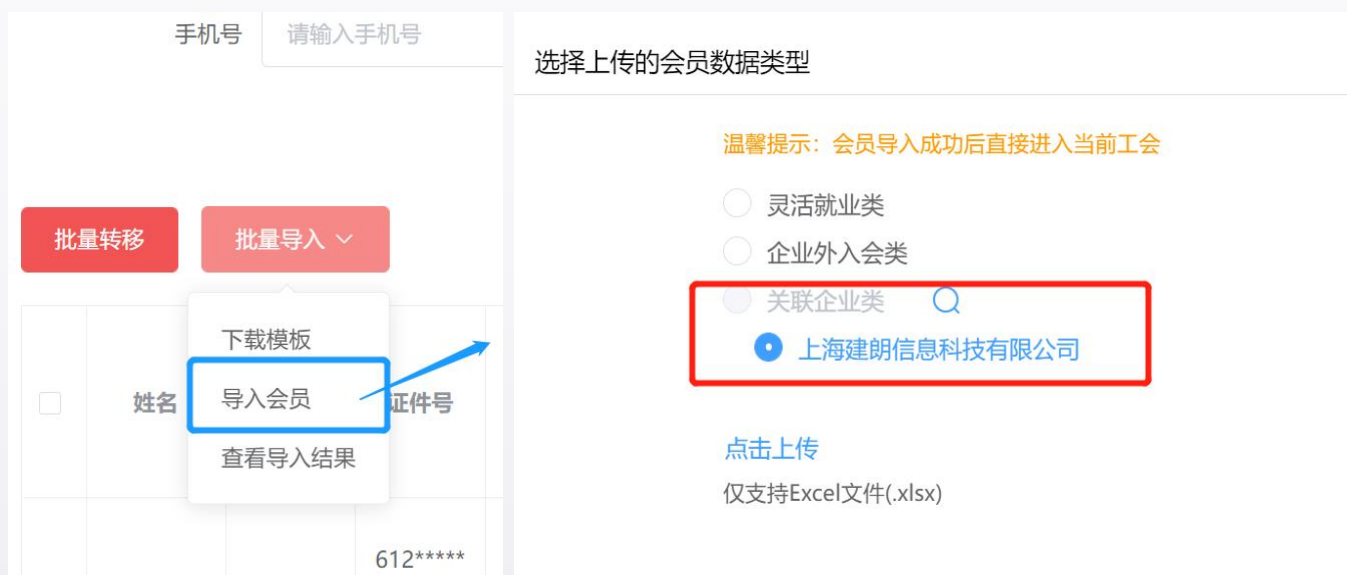 手机号 请输入手机号
批量转移 批量导入
下载模板
导入会员
查看导入结果
姓名 证件号
612*****
选择上传的会员数据类型
温馨提示：会员导入成功后直接进入当前工会
灵活就业类
企业外入会类
关联企业类
上海建朗信息科技有限公司
点击上传
仅支持Excel文件(.xlsx)